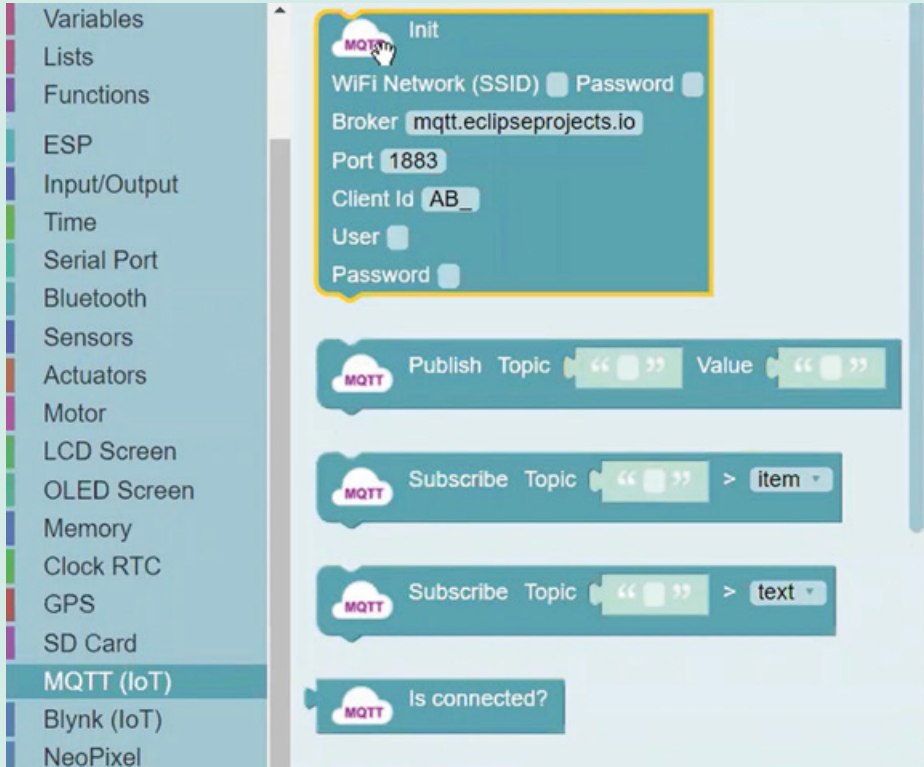 Variables
Lists
Functions
ESP
Input/Output
Time
Serial Port
Bluetooth
Sensors
Actuators
Motor
LCD Screen
OLED Screen
Memory
Clock RTC
GPS
SD Card
MQTT (IoT)
Blynk (IoT)
NeoPixel
MQTT Init
WiFi Network (SSID) Password
Broker mqtt.eclipseprojects.io
Port 1883
Client Id AB_
User
Password
MQTT Publish Topic “ ” Value “ ”
MQTT Subscribe Topic “ ” > item
MQTT Subscribe Topic “ ” > text
MQTT Is connected?